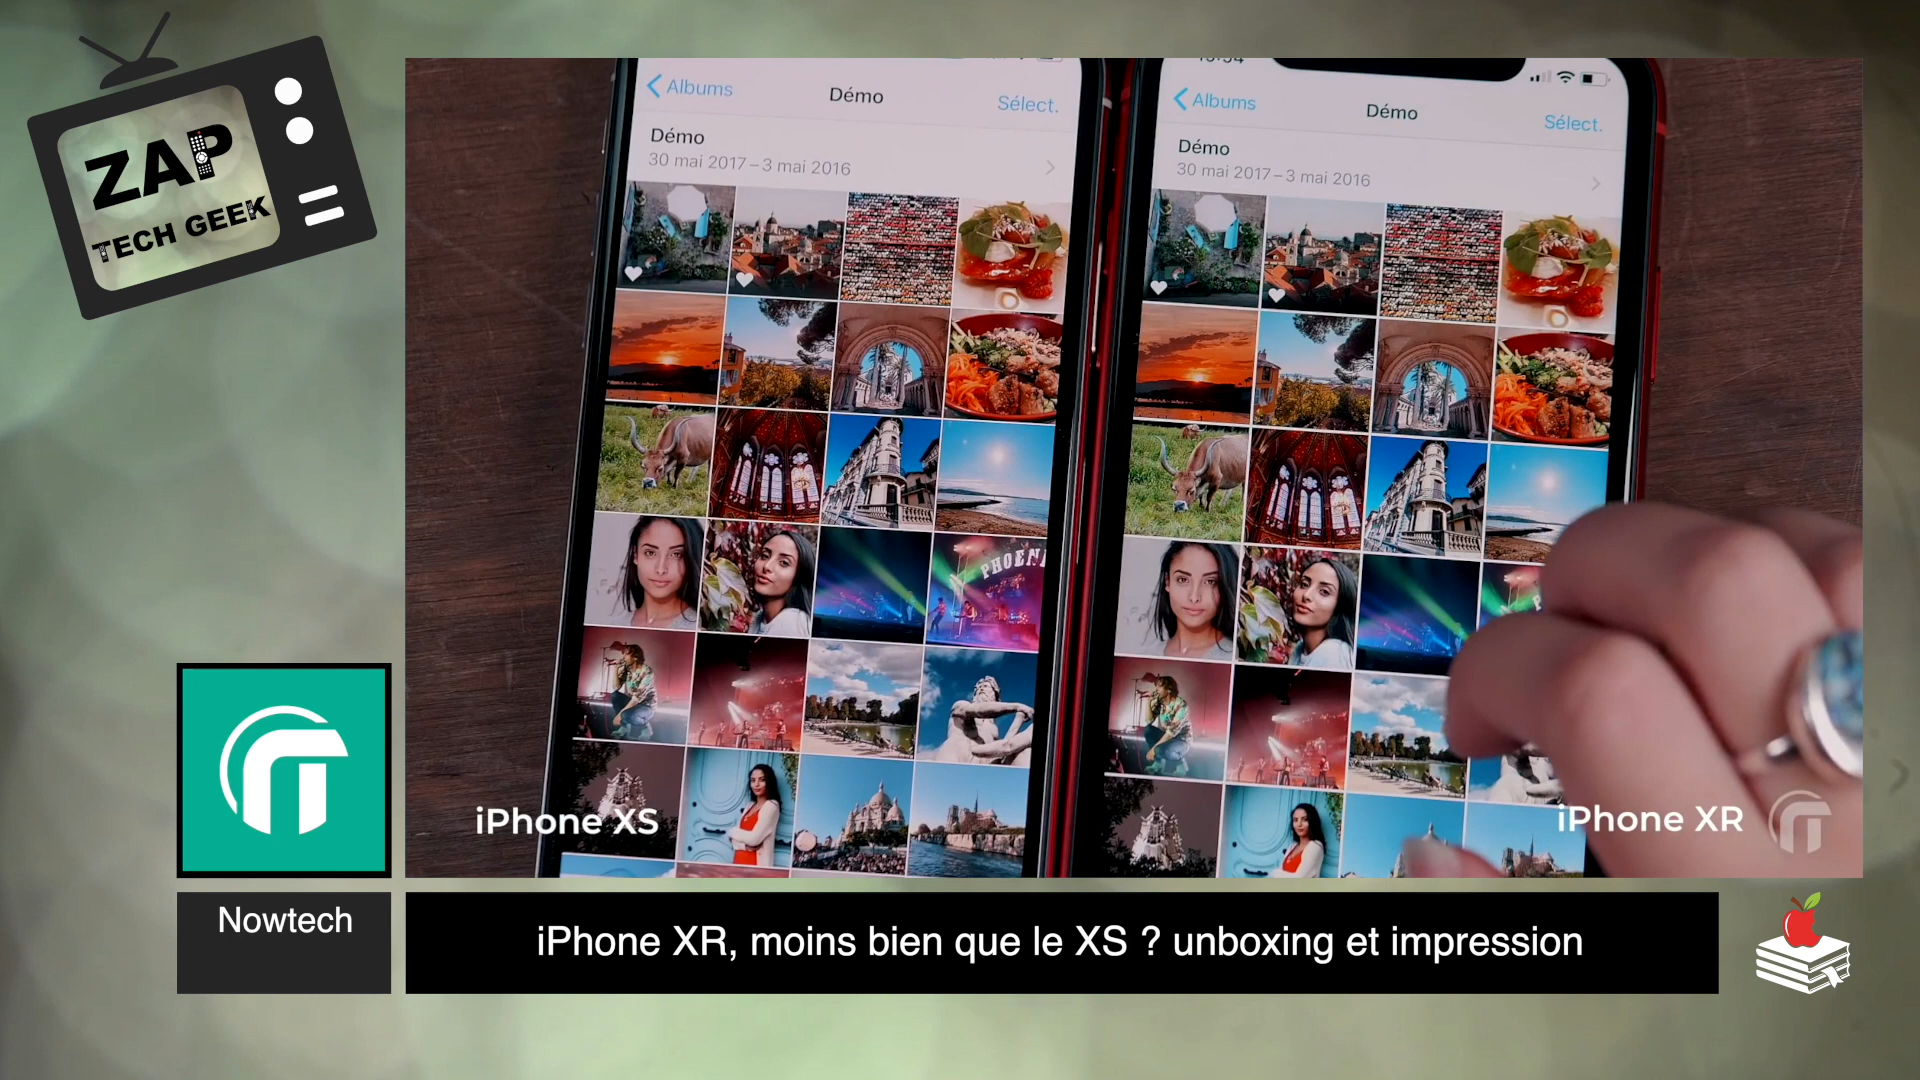 ZAP
TECH GEEK
Albums
Démo
Sélect.
Démo
30 mai 2017 – 3 mai 2016
PHOENI
Albums
Démo
Sélect.
Démo
30 mai 2017 – 3 mai 2016
iPhone XS
iPhone XR
Nowtech
iPhone XR, moins bien que le XS ? unboxing et impression